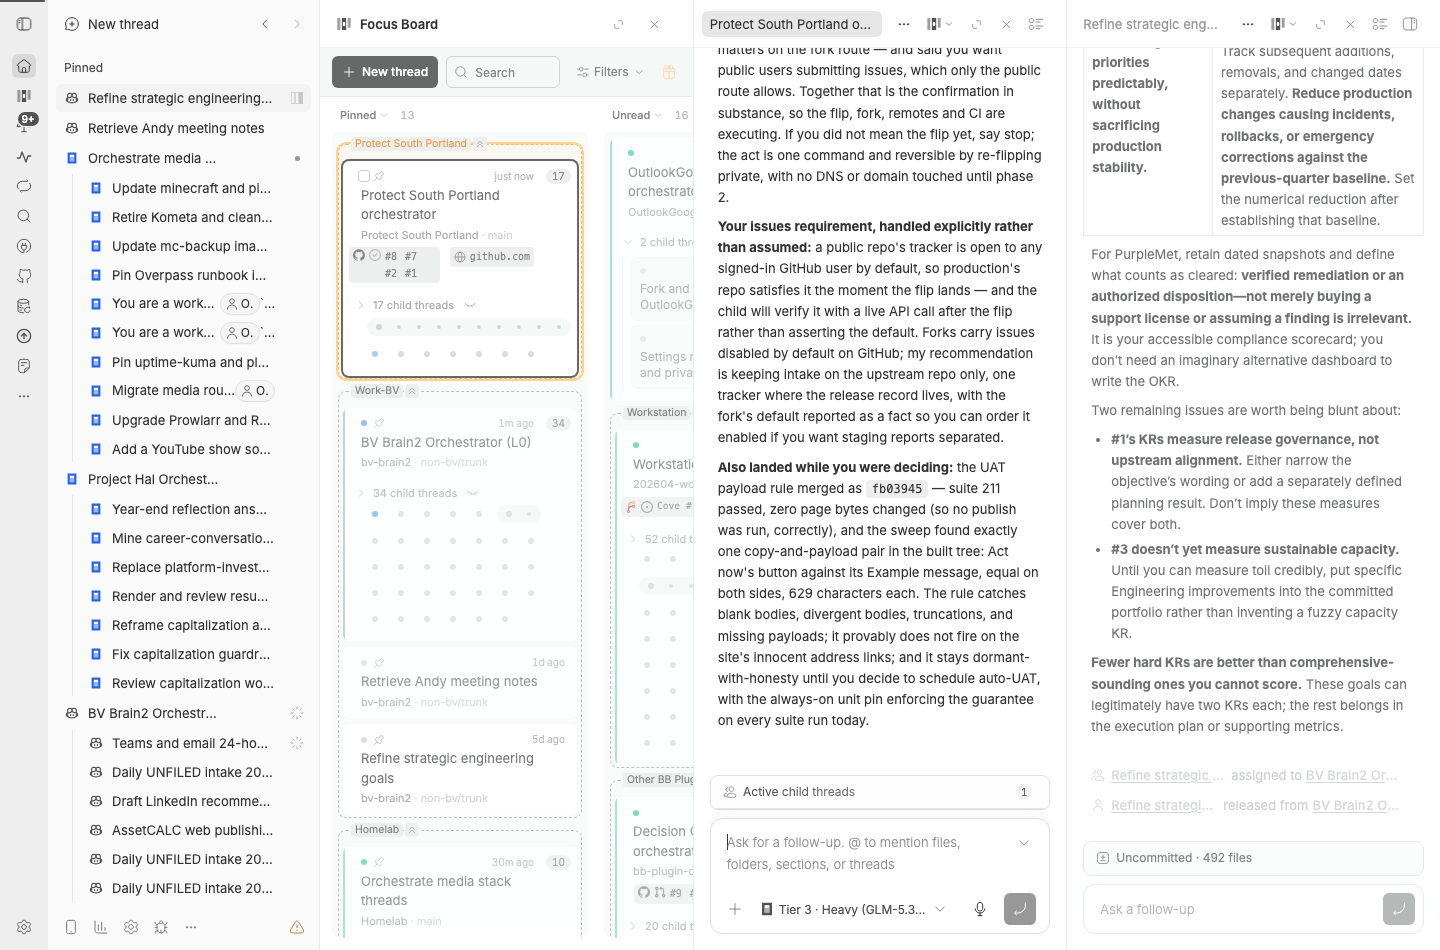 New thread
Pinned
Refine strategic engineering...
Retrieve Andy meeting notes
9+
Orchestrate media ...
Update minecraft and pl...
Retire Kometa and clean...
Update mc-backup ima...
Pin Overpass runbook i...
You are a work... O. `...
You are a work... O. `...
Pin uptime-kuma and pl...
Migrate media rou... O.
Upgrade Prowlarr and R...
Add a YouTube show so...
Project Hal Orchest...
Year-end reflection ans...
Mine career-conversatio...
Replace platform-invest...
Render and review resu...
Reframe capitalization a...
Fix capitalization guardr...
Review capitalization wo...
BV Brain2 Orchestr...
Teams and email 24-ho...
Daily UNFILED intake 20...
Draft LinkedIn recomme...
AssetCALC web publishi...
Daily UNFILED intake 20...
Daily UNFILED intake 20...
Focus Board
New thread
Search
Filters
Pinned 13
Protect South Portland
just now 17
Protect South Portland
orchestrator
Protect South Portland · main
#8 #7
#2 #1
github.com
17 child threads
Work-BV
1m ago 34
BV Brain2 Orchestrator (L0)
bv-brain2 · non-bv/trunk
34 child threads
1d ago
Retrieve Andy meeting notes
bv-brain2 · non-bv/trunk
5d ago
Refine strategic engineering
goals
bv-brain2 · non-bv/trunk
Homelab
30m ago 10
Orchestrate media stack
threads
Homelab · main
Unread 16
OutlookGo
orchestrato
OutlookGoog
2 child thr
Fork and
OutlookG
Settings r
and priva
Workstation
Workstatio
202604-wo
Cove #
52 child t
Other BB Plug
Decision C
orchestrat
bb-plugin-d
#9
20 child t
Protect South Portland o...
matters on the fork route — and said you want
public users submitting issues, which only the public
route allows. Together that is the confirmation in
substance, so the flip, fork, remotes and CI are
executing. If you did not mean the flip yet, say stop;
the act is one command and reversible by re-flipping
private, with no DNS or domain touched until phase
2.
Your issues requirement, handled explicitly rather
than assumed: a public repo's tracker is open to any
signed-in GitHub user by default, so production's
repo satisfies it the moment the flip lands — and the
child will verify it with a live API call after the flip
rather than asserting the default. Forks carry issues
disabled by default on GitHub; my recommendation
is keeping intake on the upstream repo only, one
tracker where the release record lives, with the
fork's default reported as a fact so you can order it
enabled if you want staging reports separated.
Also landed while you were deciding: the UAT
payload rule merged as fb03945 — suite 211
passed, zero page bytes changed (so no publish
was run, correctly), and the sweep found exactly
one copy-and-payload pair in the built tree: Act
now's button against its Example message, equal on
both sides, 629 characters each. The rule catches
blank bodies, divergent bodies, truncations, and
missing payloads; it provably does not fire on the
site's innocent address links; and it stays dormant-
with-honesty until you decide to schedule auto-UAT,
with the always-on unit pin enforcing the guarantee
on every suite run today.
Active child threads 1
Ask for a follow-up. @ to mention files,
folders, sections, or threads
Tier 3 · Heavy (GLM-5.3...
Refine strategic eng...
priorities
predictably,
without
sacrificing
production
stability.
Track subsequent additions,
removals, and changed dates
separately. Reduce production
changes causing incidents,
rollbacks, or emergency
corrections against the
previous-quarter baseline. Set
the numerical reduction after
establishing that baseline.
For PurpleMet, retain dated snapshots and define
what counts as cleared: verified remediation or an
authorized disposition—not merely buying a
support license or assuming a finding is irrelevant.
It is your accessible compliance scorecard; you
don't need an imaginary alternative dashboard to
write the OKR.
Two remaining issues are worth being blunt about:
• #1's KRs measure release governance, not
upstream alignment. Either narrow the
objective's wording or add a separately defined
planning result. Don't imply these measures
cover both.
• #3 doesn't yet measure sustainable capacity.
Until you can measure toil credibly, put specific
Engineering improvements into the committed
portfolio rather than inventing a fuzzy capacity
KR.
Fewer hard KRs are better than comprehensive-
sounding ones you cannot score. These goals can
legitimately have two KRs each; the rest belongs in
the execution plan or supporting metrics.
Refine strategic ... assigned to BV Brain2 Or...
Refine strategi... released from BV Brain2 O...
Uncommitted · 492 files
Ask a follow-up